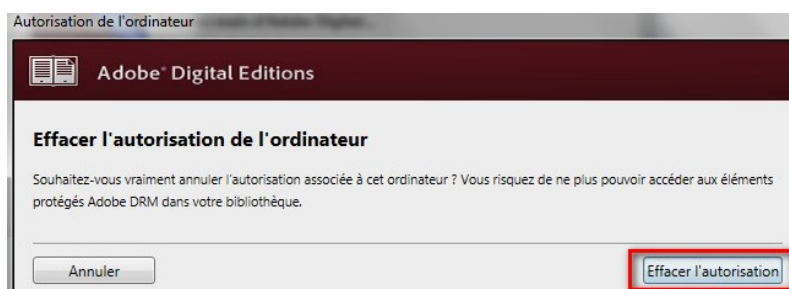 Autorisation de l'ordinateur
Adobe® Digital Editions
Effacer l'autorisation de l'ordinateur
Souhaitez-vous vraiment annuler l'autorisation associée à cet ordinateur ? Vous risquez de ne plus pouvoir accéder aux éléments
protégés Adobe DRM dans votre bibliothèque.
Annuler
Effacer l'autorisation